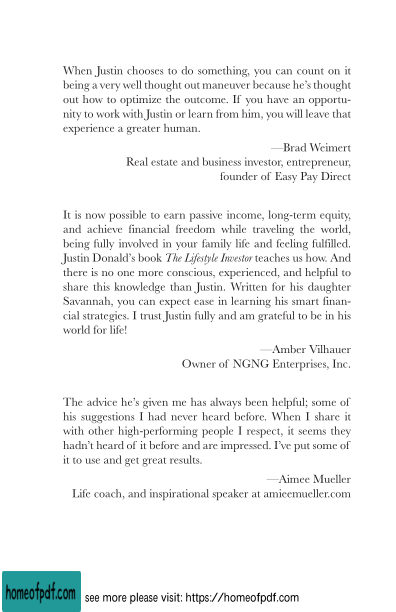 When Justin chooses to do something, you can count on it
being a very well thought out maneuver because he's thought
out how to optimize the outcome. If you have an opportu-
nity to work with Justin or learn from him, you will leave that
experience a greater human.
—Brad Weimert
Real estate and business investor, entrepreneur,
founder of Easy Pay Direct
It is now possible to earn passive income, long-term equity,
and achieve financial freedom while traveling the world,
being fully involved in your family life and feeling fulfilled.
Justin Donald's book The Lifestyle Investor teaches us how. And
there is no one more conscious, experienced, and helpful to
share this knowledge than Justin. Written for his daughter
Savannah, you can expect ease in learning his smart finan-
cial strategies. I trust Justin fully and am grateful to be in his
world for life!
—Amber Vilhauer
Owner of NGNG Enterprises, Inc.
The advice he's given me has always been helpful; some of
his suggestions I had never heard before. When I share it
with other high-performing people I respect, it seems they
hadn't heard of it before and are impressed. I've put some of
it to use and get great results.
—Aimee Mueller
Life coach, and inspirational speaker at amieemueller.com
homeofpdf.com see more please visit: https://homeofpdf.com